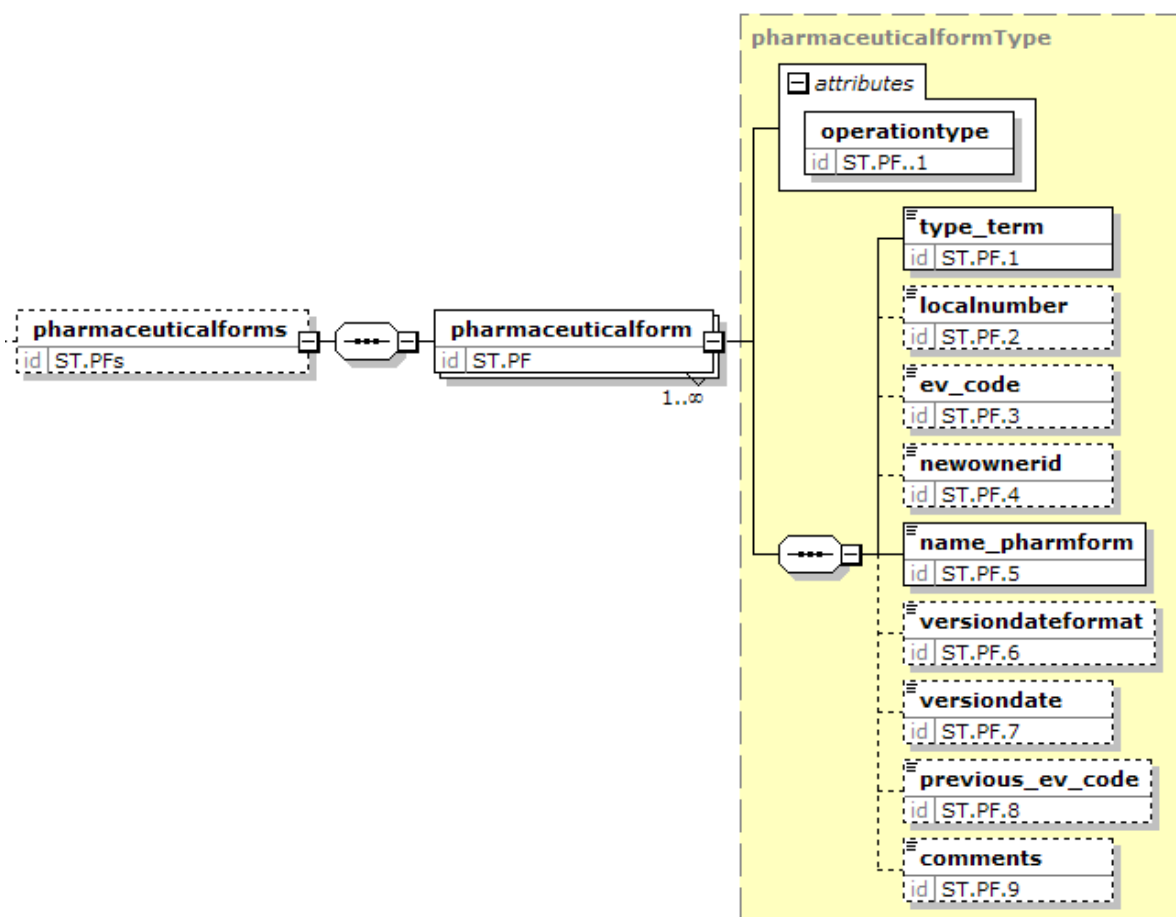 pharmaceuticalformType
attributes
operationtype
id ST.PF..1
type_term
id ST.PF.1
localnumber
id ST.PF.2
ev_code
id ST.PF.3
newownerid
id ST.PF.4
pharmaceuticalforms
id ST.PFs
pharmaceuticalform
id ST.PF
1..∞
name_pharmform
id ST.PF.5
versiondateformat
id ST.PF.6
versiondate
id ST.PF.7
previous_ev_code
id ST.PF.8
comments
id ST.PF.9